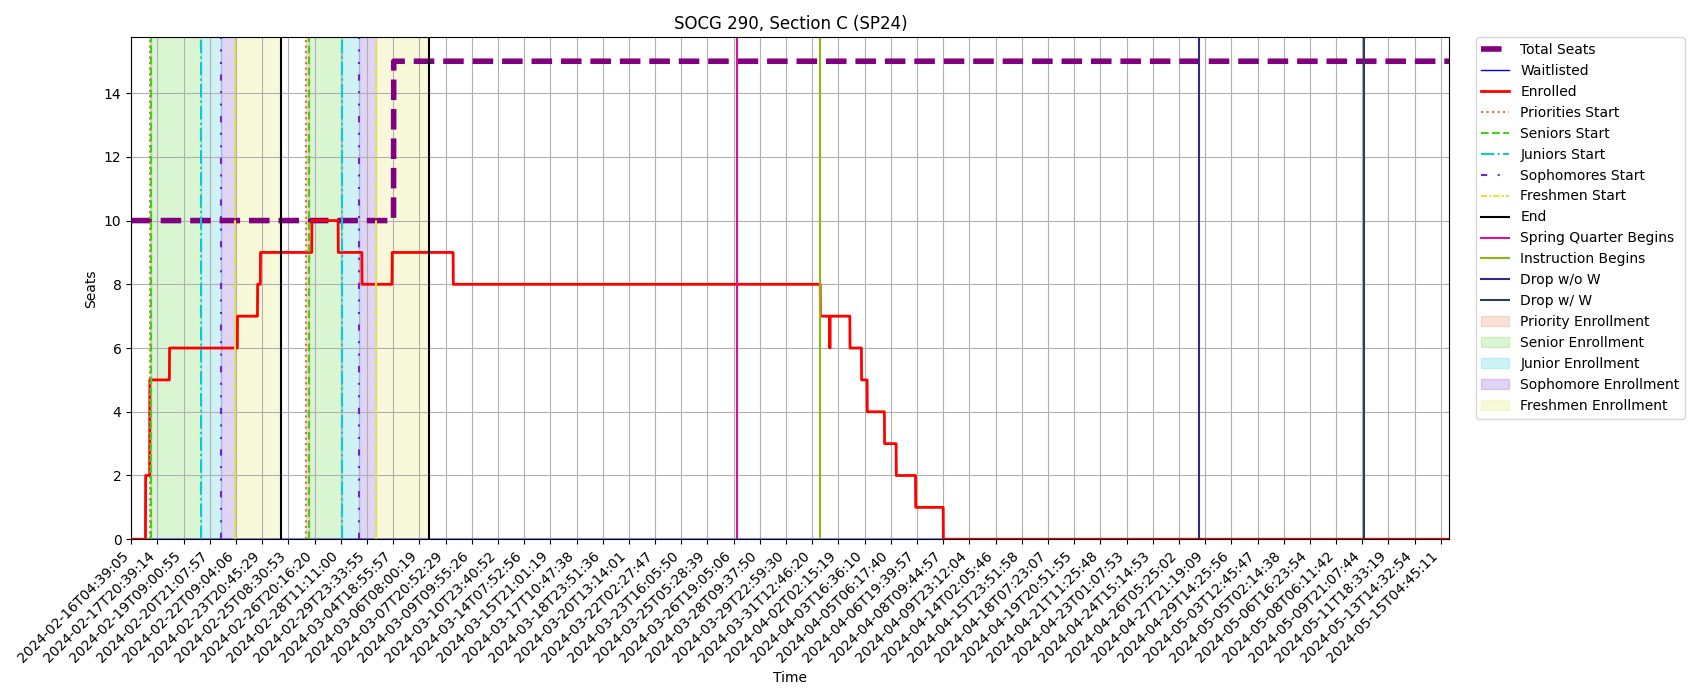 SOCG 290, Section C (SP24)
Seats
14
12
10
8
6
4
2
0
2024-02-16T04:39:05
2024-02-17T20:39:14
2024-02-19T09:00:55
2024-02-20T21:07:57
2024-02-22T09:04:06
2024-02-23T20:45:29
2024-02-25T08:30:53
2024-02-26T20:16:20
2024-02-28T11:11:00
2024-02-29T23:33:55
2024-03-04T18:55:57
2024-03-06T08:00:19
2024-03-07T20:52:29
2024-03-09T09:55:26
2024-03-10T23:40:52
2024-03-14T07:52:56
2024-03-15T21:01:19
2024-03-17T10:47:38
2024-03-18T23:51:36
2024-03-20T13:14:01
2024-03-22T02:27:47
2024-03-23T16:05:50
2024-03-25T05:28:39
2024-03-26T19:05:06
2024-03-28T09:37:50
2024-03-29T22:59:30
2024-03-31T12:46:20
2024-04-02T02:15:19
2024-04-03T16:36:10
2024-04-05T06:17:40
2024-04-06T19:39:57
2024-04-08T09:44:57
2024-04-09T23:12:04
2024-04-14T02:05:46
2024-04-15T23:51:58
2024-04-18T07:23:07
2024-04-19T20:51:55
2024-04-21T11:25:48
2024-04-23T01:07:53
2024-04-24T15:14:53
2024-04-26T05:25:02
2024-04-27T21:19:09
2024-04-29T14:25:56
2024-05-01T12:45:47
2024-05-03T02:14:38
2024-05-06T16:23:54
2024-05-08T06:11:42
2024-05-09T21:07:44
2024-05-11T18:33:19
2024-05-13T14:32:54
2024-05-15T04:45:11
Time
Total Seats
Waitlisted
Enrolled
Priorities Start
Seniors Start
Juniors Start
Sophomores Start
Freshmen Start
End
Spring Quarter Begins
Instruction Begins
Drop w/o W
Drop w/ W
Priority Enrollment
Senior Enrollment
Junior Enrollment
Sophomore Enrollment
Freshmen Enrollment